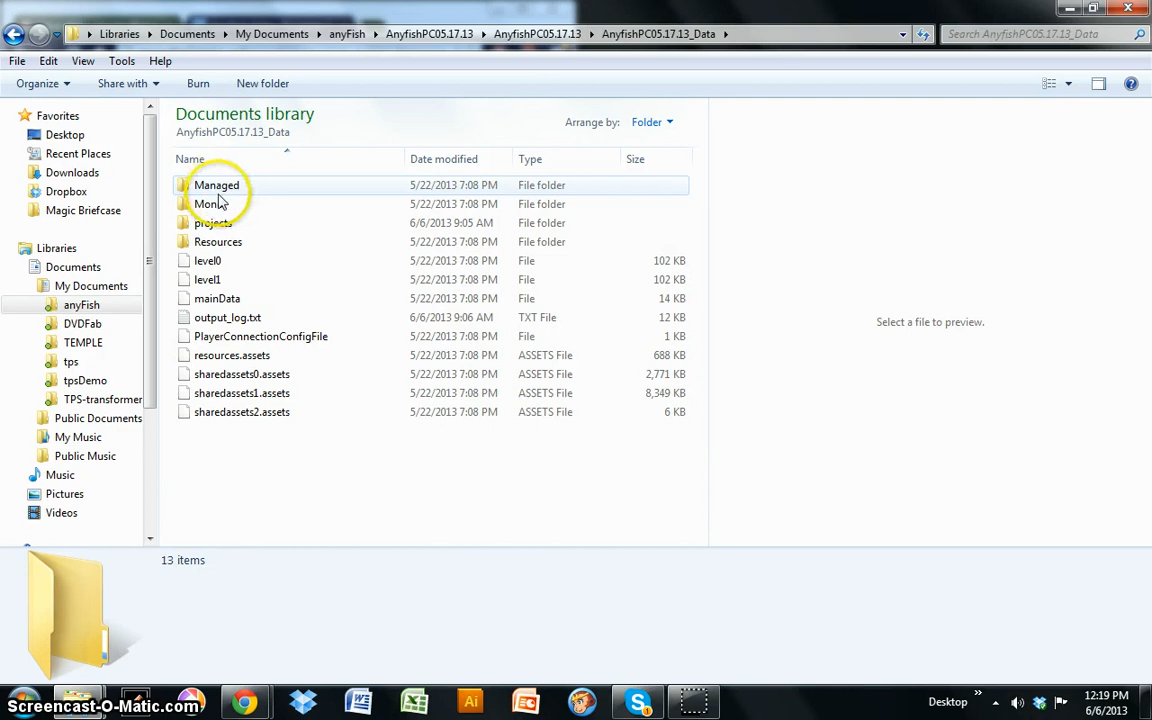 Libraries Documents My Documents anyFish AnyfishPC05.17.13 AnyfishPC05.17.13 AnyfishPC05.17.13_Data Search AnyfishPC05.17.13_Data
File Edit View Tools Help
Organize Share with Burn New folder
Favorites
Desktop
Recent Places
Downloads
Dropbox
Magic Briefcase
Libraries
Documents
My Documents
anyFish
DVDFab
TEMPLE
tps
tpsDemo
TPS-transformer
Public Documents
My Music
Public Music
Music
Pictures
Videos
Documents library
AnyfishPC05.17.13_Data
Arrange by: Folder
Name Date modified Type Size
Managed 5/22/2013 7:08 PM File folder
5/22/2013 7:08 PM File folder
projects 6/6/2013 9:05 AM File folder
Resources 5/22/2013 7:08 PM File folder
level0 5/22/2013 7:08 PM File 102 KB
level1 5/22/2013 7:08 PM File 102 KB
mainData 5/22/2013 7:08 PM File 14 KB
output_log.txt 6/6/2013 9:06 AM TXT File 12 KB
PlayerConnectionConfigFile 5/22/2013 7:08 PM File 1 KB
resources.assets 5/22/2013 7:08 PM ASSETS File 688 KB
sharedassets0.assets 5/22/2013 7:08 PM ASSETS File 2,771 KB
sharedassets1.assets 5/22/2013 7:08 PM ASSETS File 8,349 KB
sharedassets2.assets 5/22/2013 7:08 PM ASSETS File 6 KB
Select a file to preview.
13 items
Screencast-O-Matic.com
Desktop
12:19 PM
6/6/2013